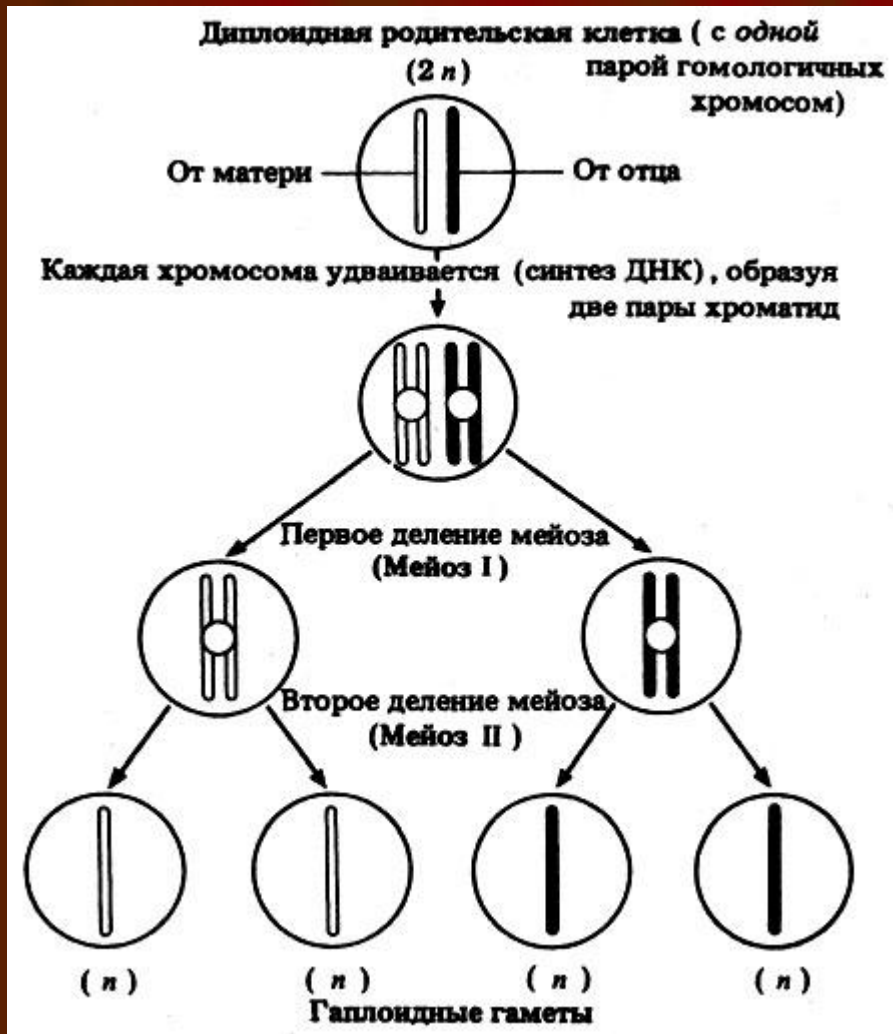 Диплоидная родительская клетка ( с одной
(2 n)
парой гомологичных
хромосом)
От матери
От отца
Каждая хромосома удваивается (синтез ДНК), образуя
две пары хроматид
Первое деление мейоза
(Мейоз I )
Второе деление мейоза
(Мейоз II )
( n )
( n )
( n )
( n )
Гаплоидные гаметы